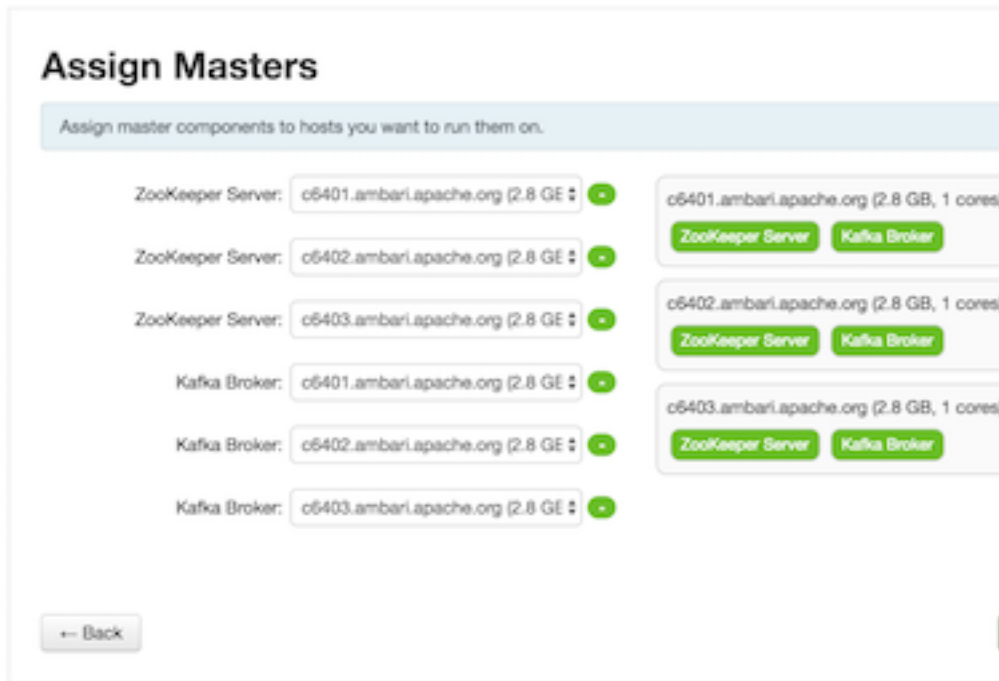 Assign Masters
Assign master components to hosts you want to run them on.
ZooKeeper Server: c6401.ambari.apache.org (2.8 GE -
ZooKeeper Server: c6402.ambari.apache.org (2.8 GE -
ZooKeeper Server: c6403.ambari.apache.org (2.8 GE -
Kafka Broker: c6401.ambari.apache.org (2.8 GE -
Kafka Broker: c6402.ambari.apache.org (2.8 GE -
Kafka Broker: c6403.ambari.apache.org (2.8 GE -
c6401.ambari.apache.org (2.8 GB, 1 cores
ZooKeeper Server Kafka Broker
c6402.ambari.apache.org (2.8 GB, 1 cores
ZooKeeper Server Kafka Broker
c6403.ambari.apache.org (2.8 GB, 1 cores
ZooKeeper Server Kafka Broker
← Back